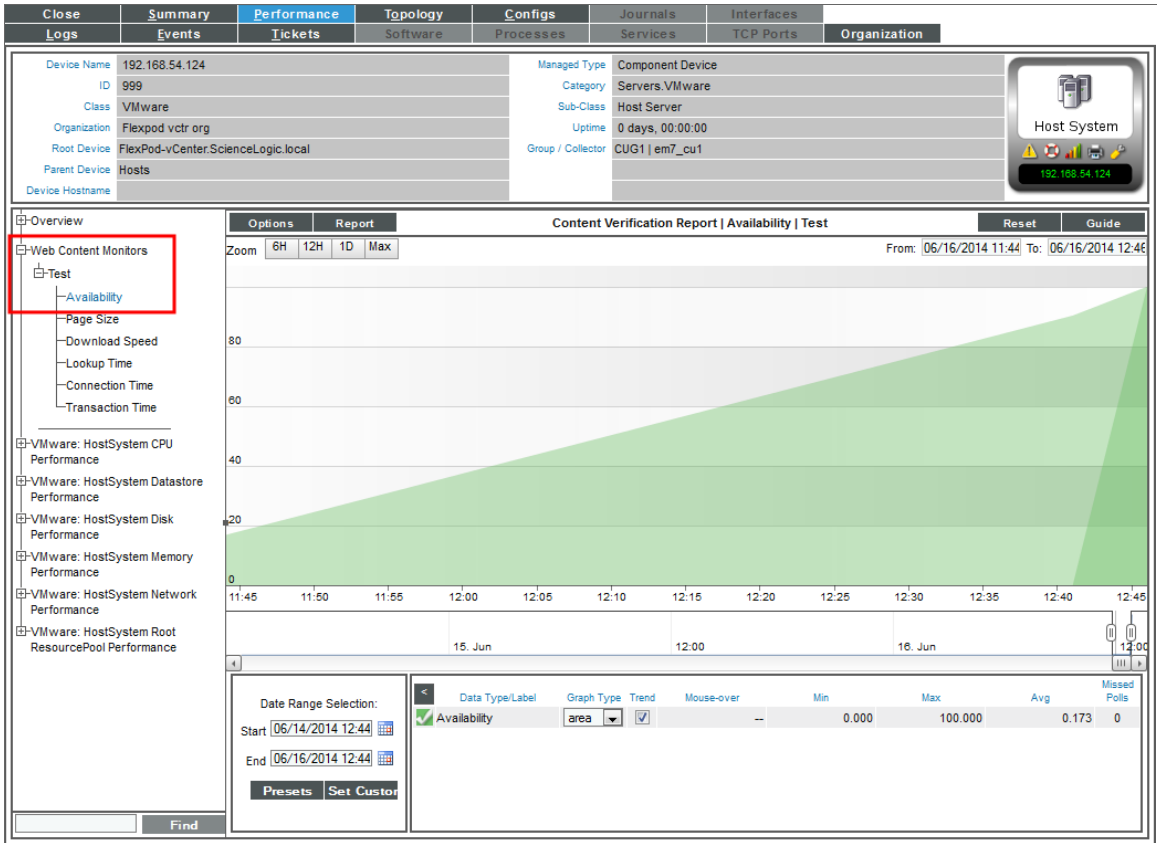 Close Summary Performance Topology Configs Journals Interfaces
Logs Events Tickets Software Processes Services TCP Ports Organization
Device Name 192.168.54.124 Managed Type Component Device
ID 999 Category Servers.VMware
Class VMware Sub-Class Host Server
Organization Flexpod vctr org Uptime 0 days, 00:00:00
Root Device FlexPod-vCenter.ScienceLogic.local Group / Collector CUG1 | em7_cu1
Parent Device Hosts
Device Hostname
Host System
192.168.54.124
Overview
Web Content Monitors
Test
Availability
Page Size
Download Speed
Lookup Time
Connection Time
Transaction Time
VMware: HostSystem CPU
Performance
VMware: HostSystem Datastore
Performance
VMware: HostSystem Disk
Performance
VMware: HostSystem Memory
Performance
VMware: HostSystem Network
Performance
VMware: HostSystem Root
ResourcePool Performance
Find
Options Report Content Verification Report | Availability | Test Reset Guide
Zoom 6H 12H 1D Max From: 06/16/2014 11:44 To: 06/16/2014 12:46
80
60
40
20
0
11:45 11:50 11:55 12:00 12:05 12:10 12:15 12:20 12:25 12:30 12:35 12:40 12:45
15. Jun 12:00 16. Jun 12:00
Date Range Selection:
Start 06/14/2014 12:44
End 06/16/2014 12:44
Presets Set Custor
< Data Type/Label Graph Type Trend Mouse-over Min Max Avg Missed Polls
Availability area -- 0.000 100.000 0.173 0